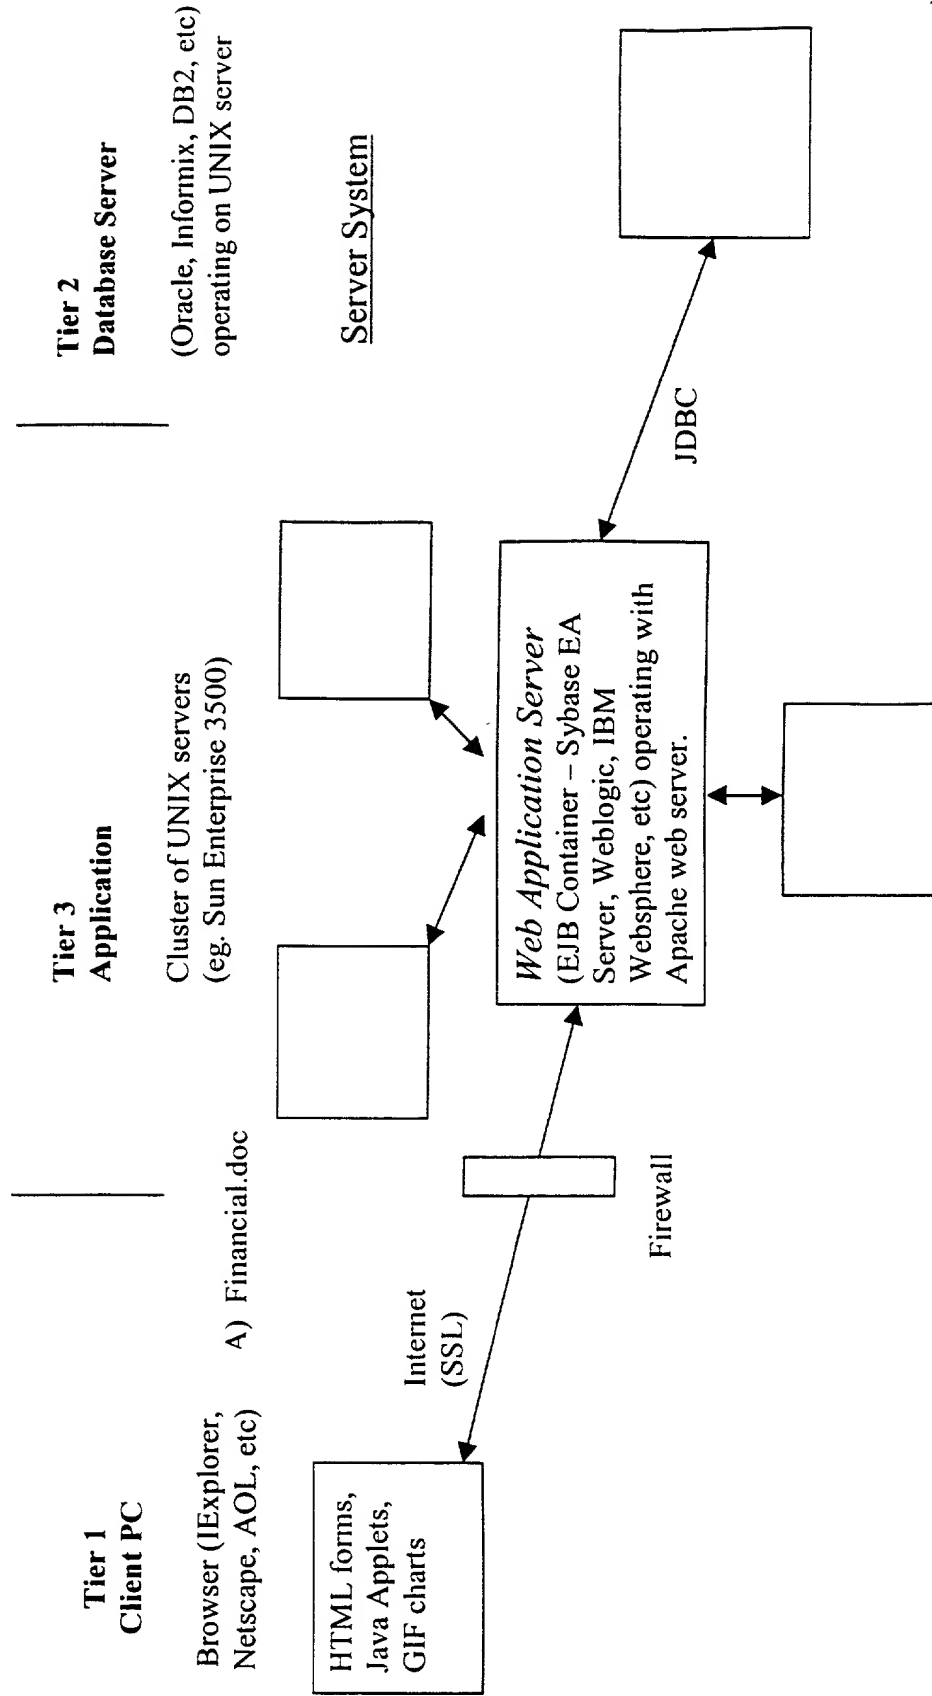 Tier 1
Client PC
Browser (IExplorer,
Netscape, AOL, etc)
HTML forms,
Java Applets,
GIF charts
A) Financial.doc
Internet
(SSL)
Firewall
Tier 3
Application
Cluster of UNIX servers
(eg. Sun Enterprise 3500)
Web Application Server
(EJB Container – Sybase EA
Server, Weblogic, IBM
Websphere, etc) operating with
Apache web server.
JDBC
Tier 2
Database Server
(Oracle, Informix, DB2, etc)
operating on UNIX server
Server System